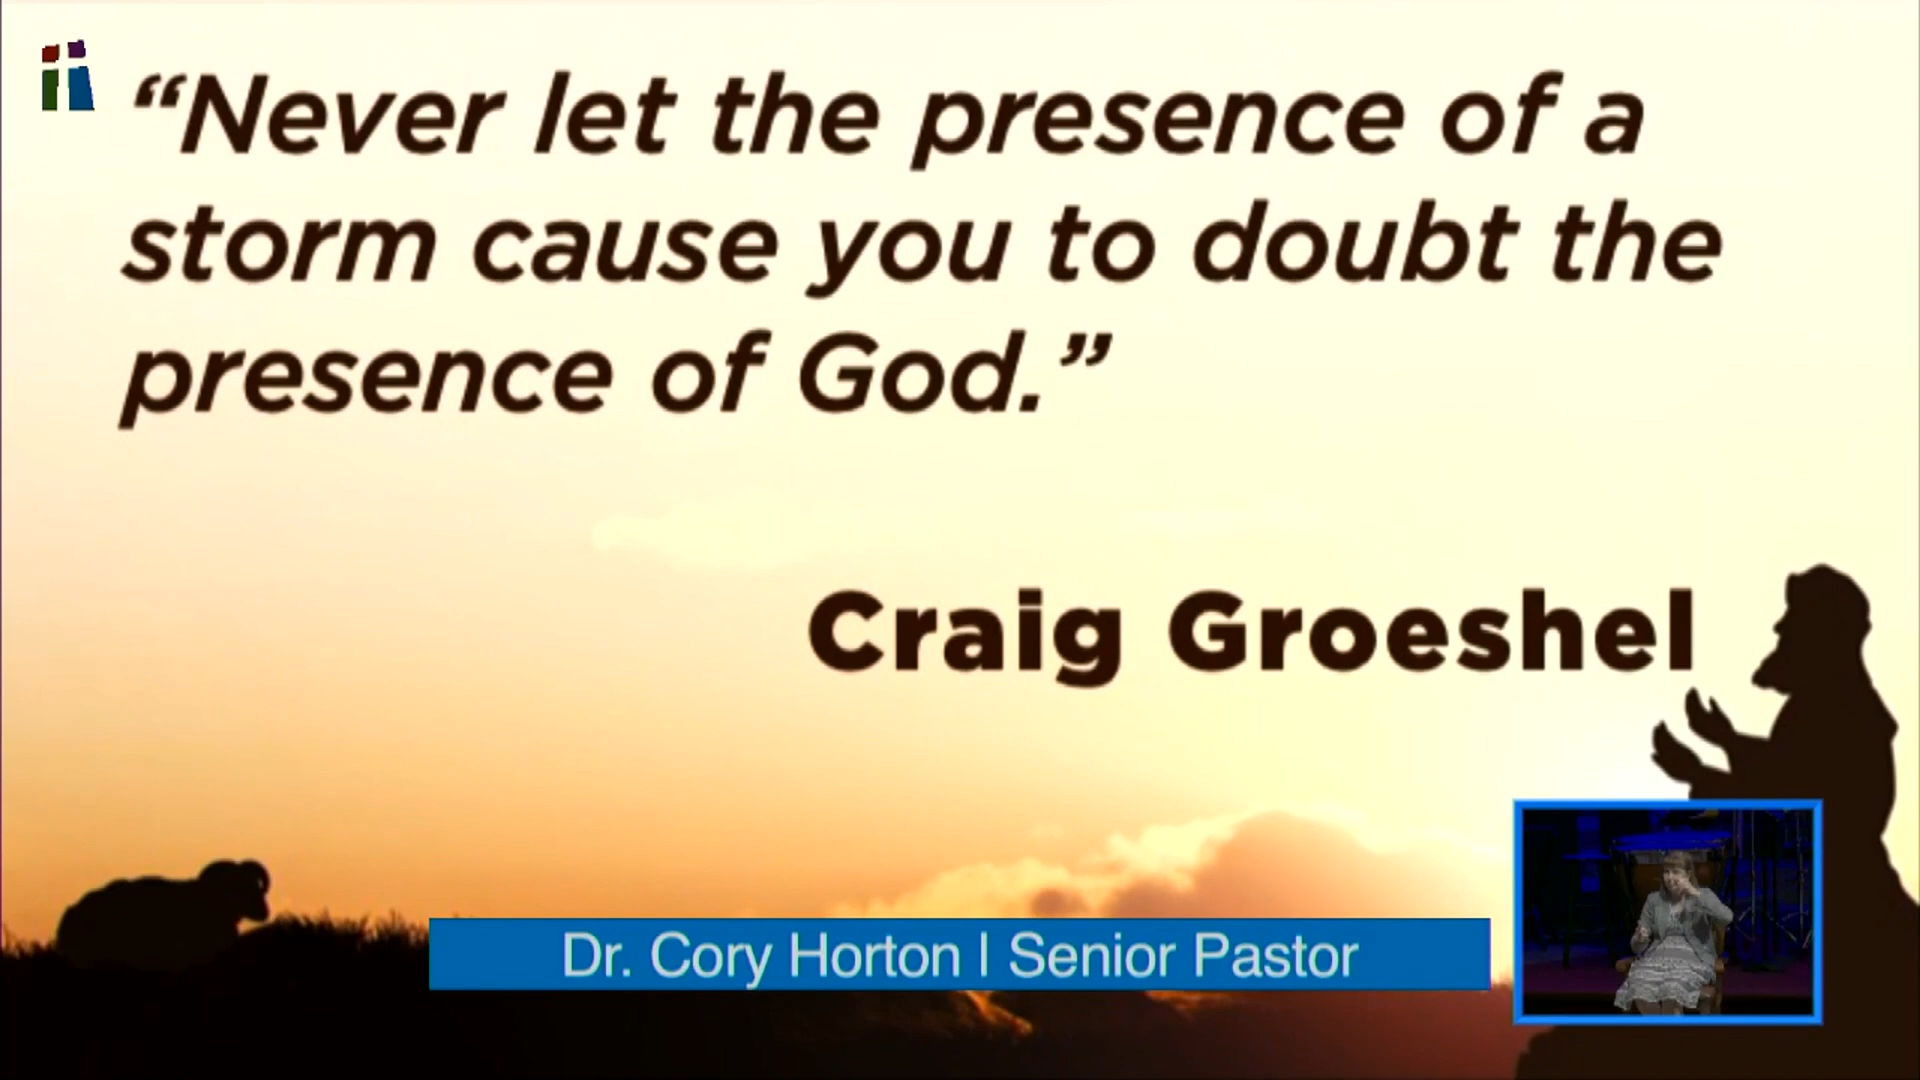 “Never let the presence of a
storm cause you to doubt the
presence of God.”
Craig Groeshel
Dr. Cory Horton | Senior Pastor